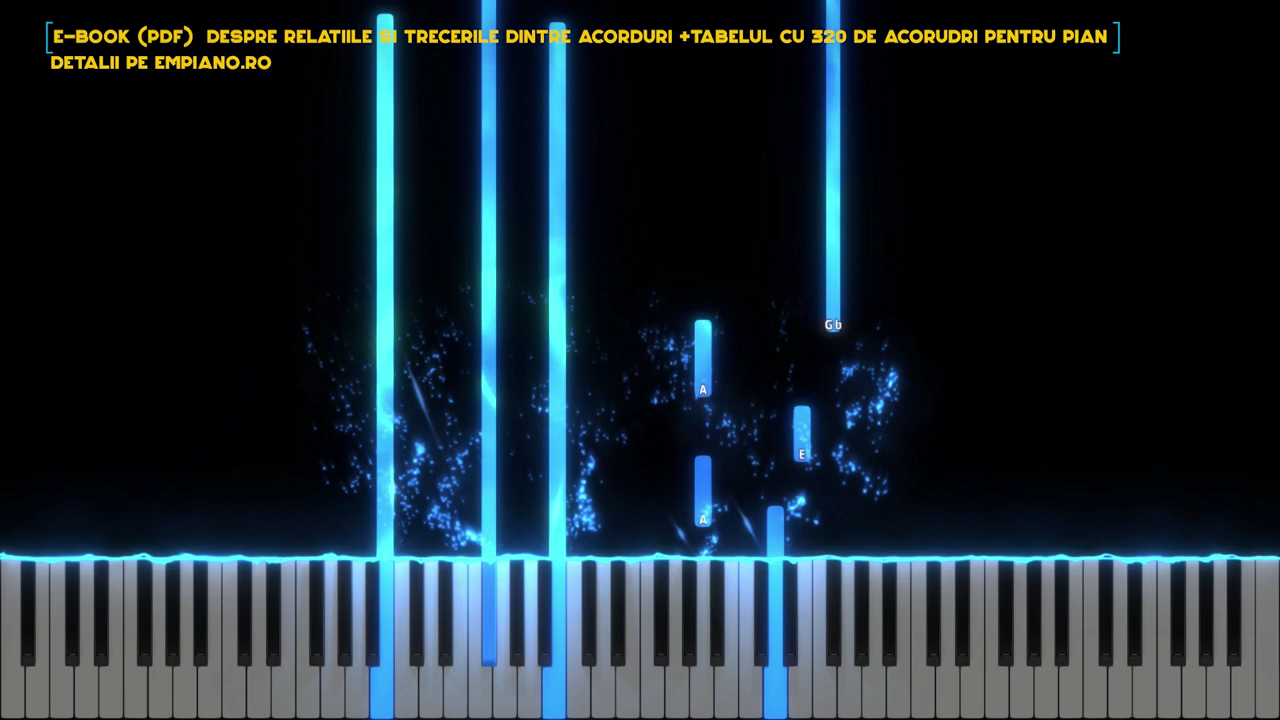 [E-BOOK (PDF) DESPRE RELATIILE SI TRECERILE DINTRE ACORDURI +TABELUL CU 320 DE ACORUDRI PENTRU PIAN]
DETALII PE EMPIANO.RO
Gb
A
E
A